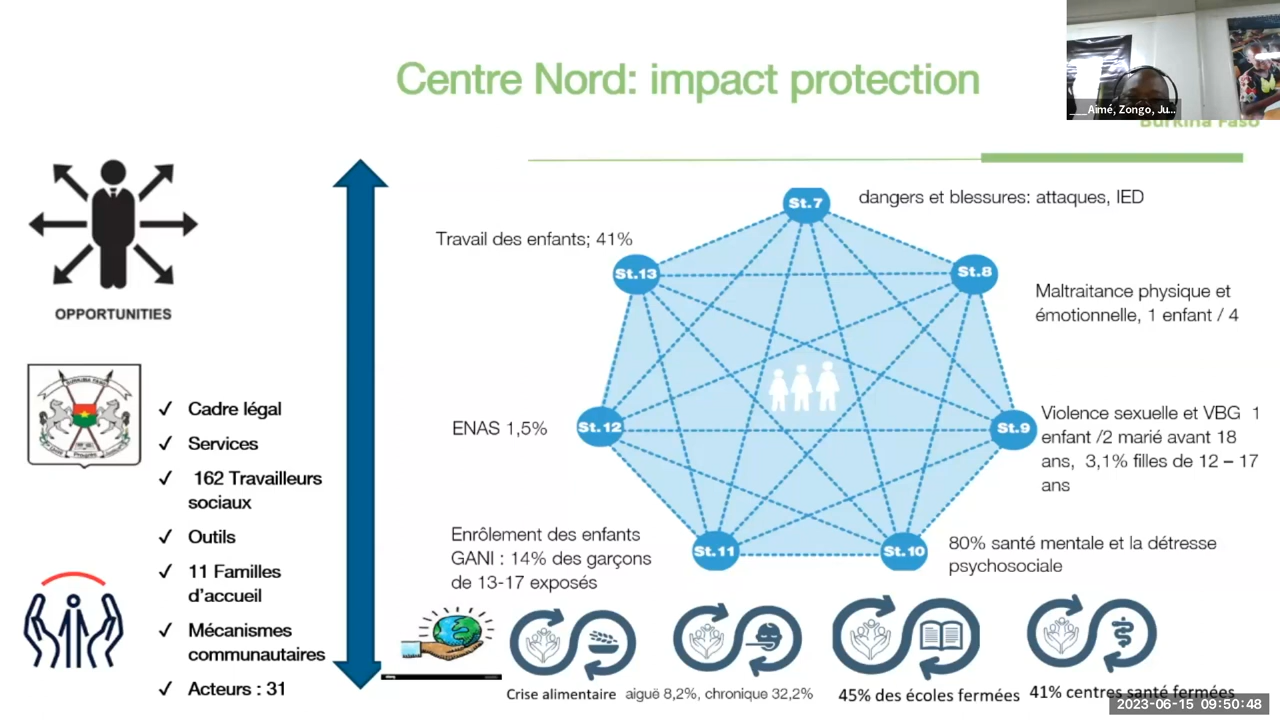 Centre Nord: impact protection
___Aimé, Zongo, Ju...
Burkina Faso
OPPORTUNITIES
BURKINA FASO
✓ Cadre légal
✓ Services
✓ 162 Travailleurs
sociaux
✓ Outils
✓ 11 Familles
d'accueil
✓ Mécanismes
communautaires
✓ Acteurs : 31
St.7
dangers et blessures: attaques, IED
Travail des enfants; 41%
St.13
St.8
Maltraitance physique et
émotionnelle, 1 enfant / 4
ENAS 1,5%
St.12
St.9
Violence sexuelle et VBG 1
enfant /2 marié avant 18
ans, 3,1% filles de 12 – 17
ans
Enrôlement des enfants
GANI : 14% des garçons
de 13-17 exposés
St.11
St.10
80% santé mentale et la détresse
psychosociale
Crise alimentaire
aiguë 8,2%, chronique 32,2%
45% des écoles fermées
41% centres santé fermées
2023-06-15 09:50:48